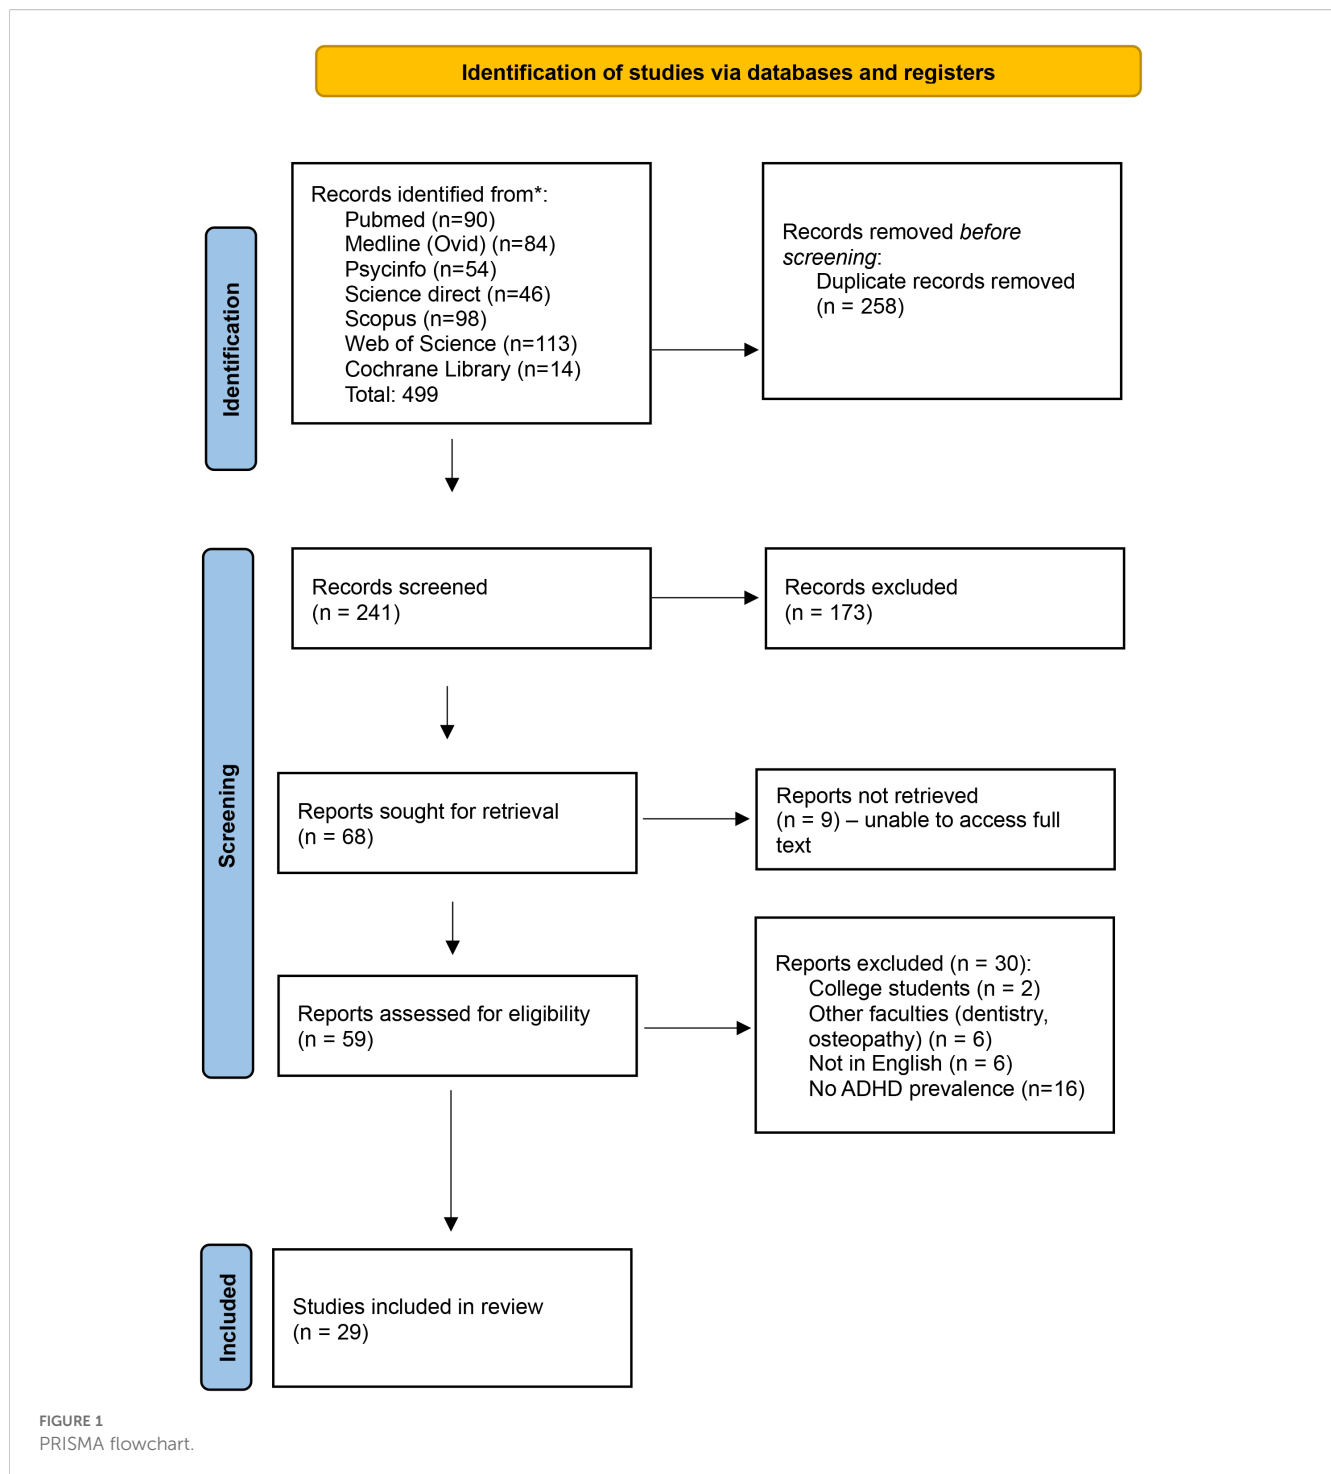 Identification of studies via databases and registers
Identification
Records identified from*:
Pubmed (n=90)
Medline (Ovid) (n=84)
Psycinfo (n=54)
Science direct (n=46)
Scopus (n=98)
Web of Science (n=113)
Cochrane Library (n=14)
Total: 499
Records removed before
screening:
Duplicate records removed
(n = 258)
Screening
Records screened
(n = 241)
Records excluded
(n = 173)
Reports sought for retrieval
(n = 68)
Reports not retrieved
(n = 9) – unable to access full
text
Reports assessed for eligibility
(n = 59)
Reports excluded (n = 30):
College students (n = 2)
Other faculties (dentistry,
osteopathy) (n = 6)
Not in English (n = 6)
No ADHD prevalence (n=16)
Included
Studies included in review
(n = 29)
FIGURE 1
PRISMA flowchart.